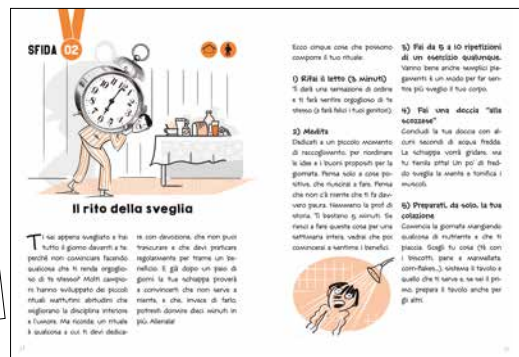 SFIDA 02
Il rito della sveglia
Ti sei appena svegliato e hai
tutto il giorno davanti a te:
perché non cominciare facendo
qualcosa che ti renda orgoglio-
so di te stesso? Molti campio-
ni hanno sviluppato dei piccoli
rituali mattutini, abitudini che
migliorano la disciplina interiore
e l'umore. Ma ricorda: un rituale
è qualcosa a cui ti devi dedica-
re con devozione, che non puoi
trascurare e che devi praticare
regolarmente per trarne un be-
neficio. E già dopo un paio di
giorni la tua schiappa proverà
a convincerti che non serve a
niente, e che, invece di farlo,
potresti dormire dieci minuti in
più. Allenala!
Ecco cinque cose che possono
comporre il tuo rituale:
1) Rifai il letto (3 minuti)
Ti darà una sensazione di ordine
e ti farà sentire orgoglioso di te
stesso (e farà felici i tuoi genitori).
2) Medita
Dedicati a un piccolo momento
di raccoglimento, per riordinare
le idee e i buoni propositi per la
giornata. Pensa solo a cose po-
sitive, che riuscirai a fare. Pensa
che non c'è niente che ti fa dav-
vero paura. Nemmeno la prof di
storia. Ti bastano 5 minuti. Se
riesci a fare questa cosa per una
settimana intera, vedrai che poi
comincerai a sentirne i benefici.
3) Fai da 5 a 10 ripetizioni
di un esercizio qualunque.
Vanno bene anche semplici pie-
gamenti: è un modo per far sen-
tire più sveglio il tuo corpo.
4) Fai una doccia "alla
scozzese"
Concludi la tua doccia con al-
cuni secondi di acqua fredda.
La schiappa vorrà gridare, ma
tu tienila zitta! Un po' di fred-
do sveglia la mente e tonifica i
muscoli.
5) Preparati, da solo, la tua
colazione
Comincia la giornata mangiando
qualcosa di nutriente e che ti
piaccia. Scegli tu cosa (tè con
i biscotti, pane e marmellata,
corn-flakes...), sistema il tavolo e
quello che ti serve e, se sei il pri-
mo, prepara il tavolo anche per
gli altri.